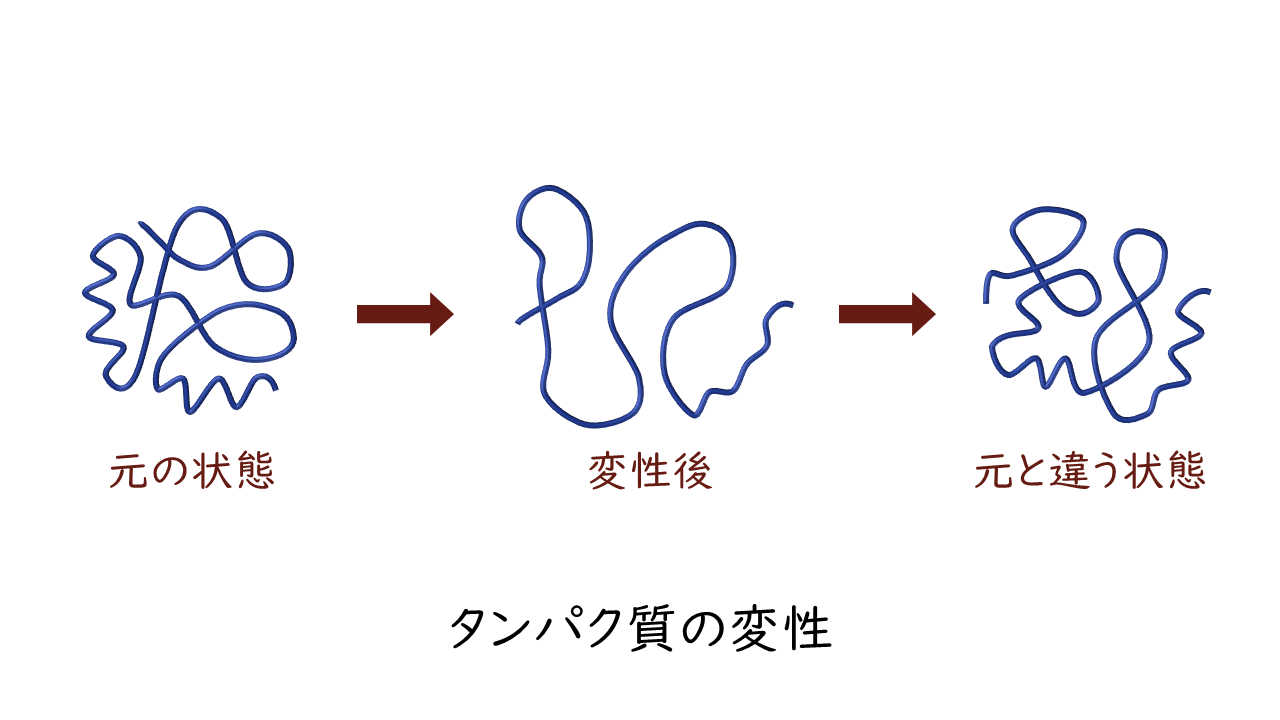 元の状態
変性後
元と違う状態
タンパク質の変性